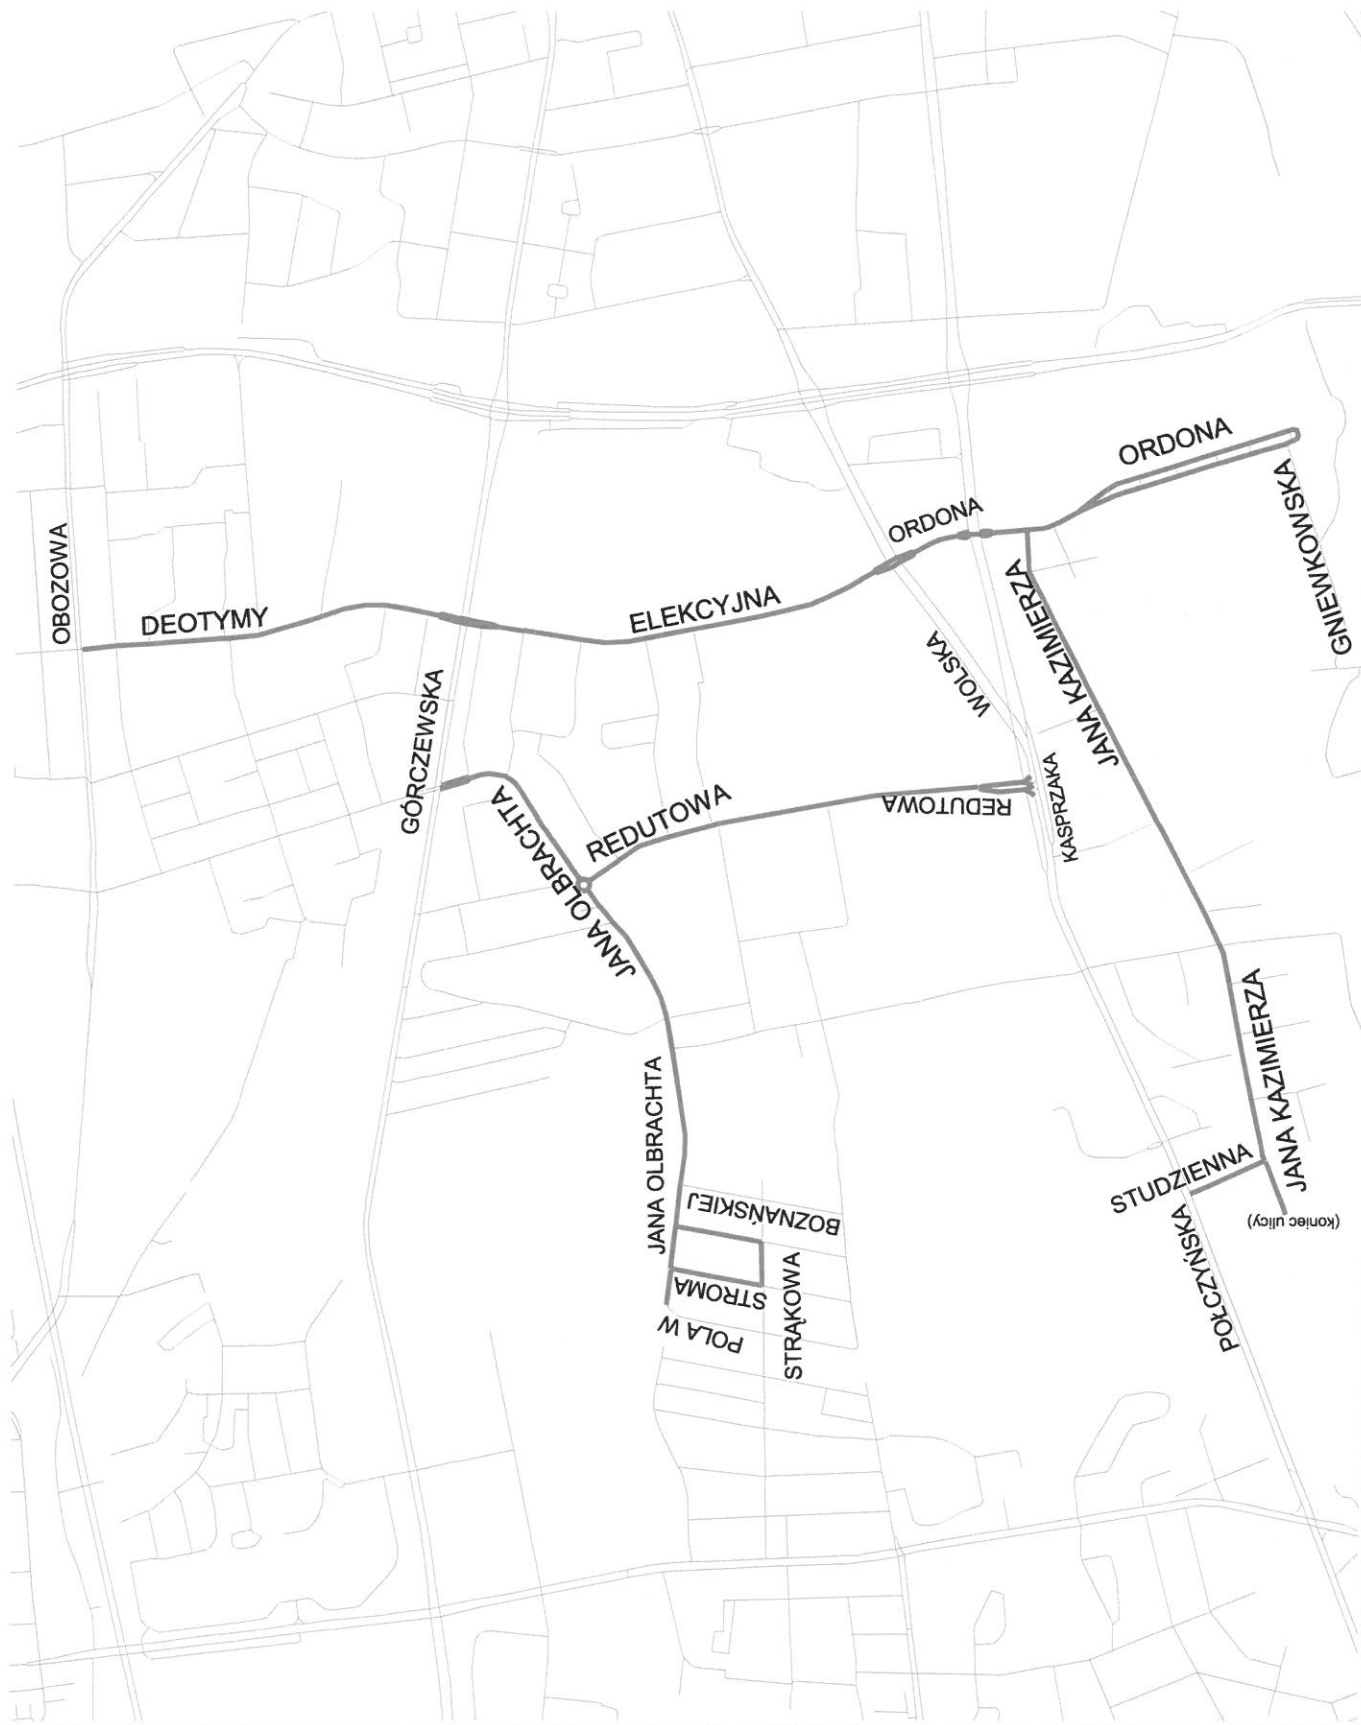 OBOZOWA
DEOTYMY
GÓRCZEWSKA
ELEKCYJNA
ORDONA
ORDONA
GNIEWKOWSKA
WOLSKA
JANA KAZIMIERZA
KASPRZAKA
REDUTOWA
REDUTOWA
JANA OLBRACHTA
JANA OLBRACHTA
BOZNAŃSKIEJ
STROMA
STRĄKOWA
POLA W
STUDZIENNA
POŁCZYŃSKA
JANA KAZIMIERZA
(koniec ulicy)